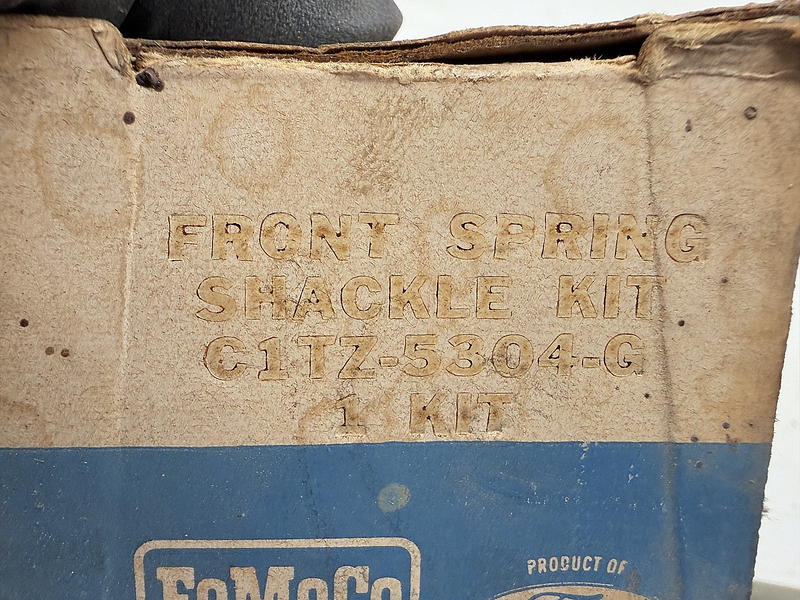 FRONT SPRING
SHACKLE KIT
C1TZ-5304-G
1 KIT
FoMoCo
PRODUCT OF